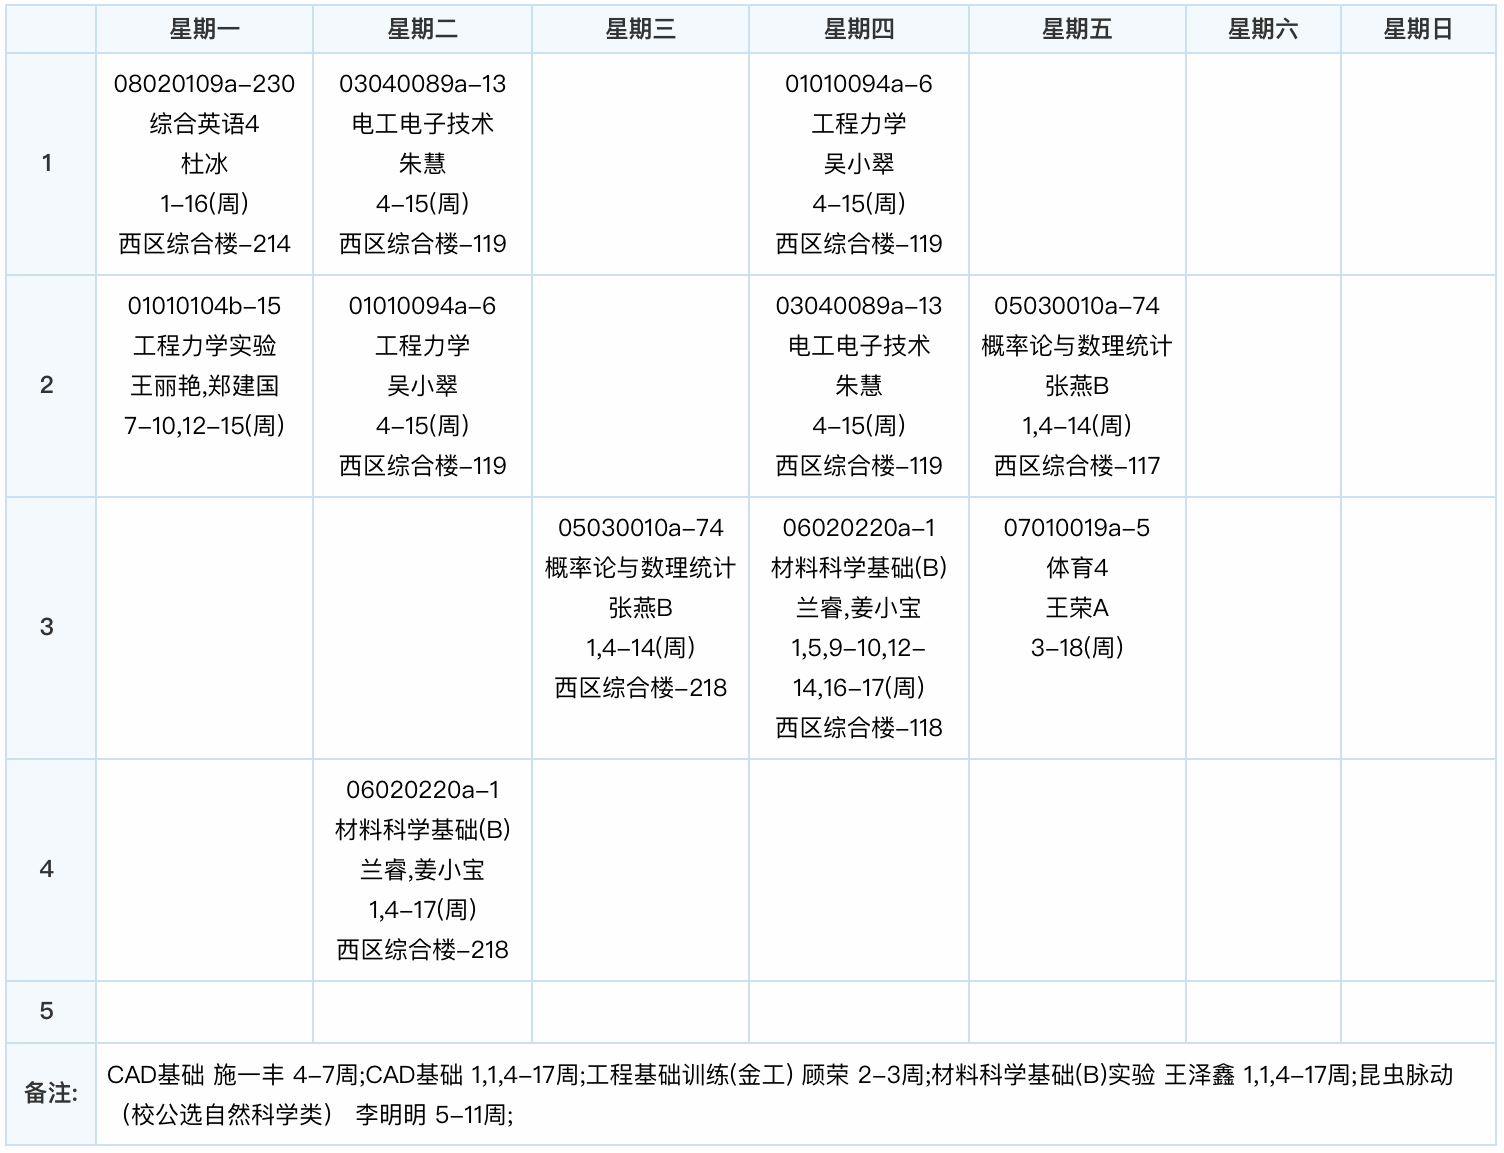 星期一 星期二 星期三 星期四 星期五 星期六 星期日
1
08020109a-230
综合英语4
杜冰
1-16(周)
西区综合楼-214
03040089a-13
电工电子技术
朱慧
4-15(周)
西区综合楼-119
01010094a-6
工程力学
吴小翠
4-15(周)
西区综合楼-119
2
01010104b-15
工程力学实验
王丽艳,郑建国
7-10,12-15(周)
01010094a-6
工程力学
吴小翠
4-15(周)
西区综合楼-119
03040089a-13
电工电子技术
朱慧
4-15(周)
西区综合楼-119
05030010a-74
概率论与数理统计
张燕B
1,4-14(周)
西区综合楼-117
3
05030010a-74
概率论与数理统计
张燕B
1,4-14(周)
西区综合楼-218
06020220a-1
材料科学基础(B)
兰睿,姜小宝
1,5,9-10,12-
14,16-17(周)
西区综合楼-118
07010019a-5
体育4
王荣A
3-18(周)
4
06020220a-1
材料科学基础(B)
兰睿,姜小宝
1,4-17(周)
西区综合楼-218
5
备注:
CAD基础 施一丰 4-7周;CAD基础 1,1,4-17周;工程基础训练(金工) 顾荣 2-3周;材料科学基础(B)实验 王泽鑫 1,1,4-17周;昆虫脉动
（校公选自然科学类） 李明明 5-11周;